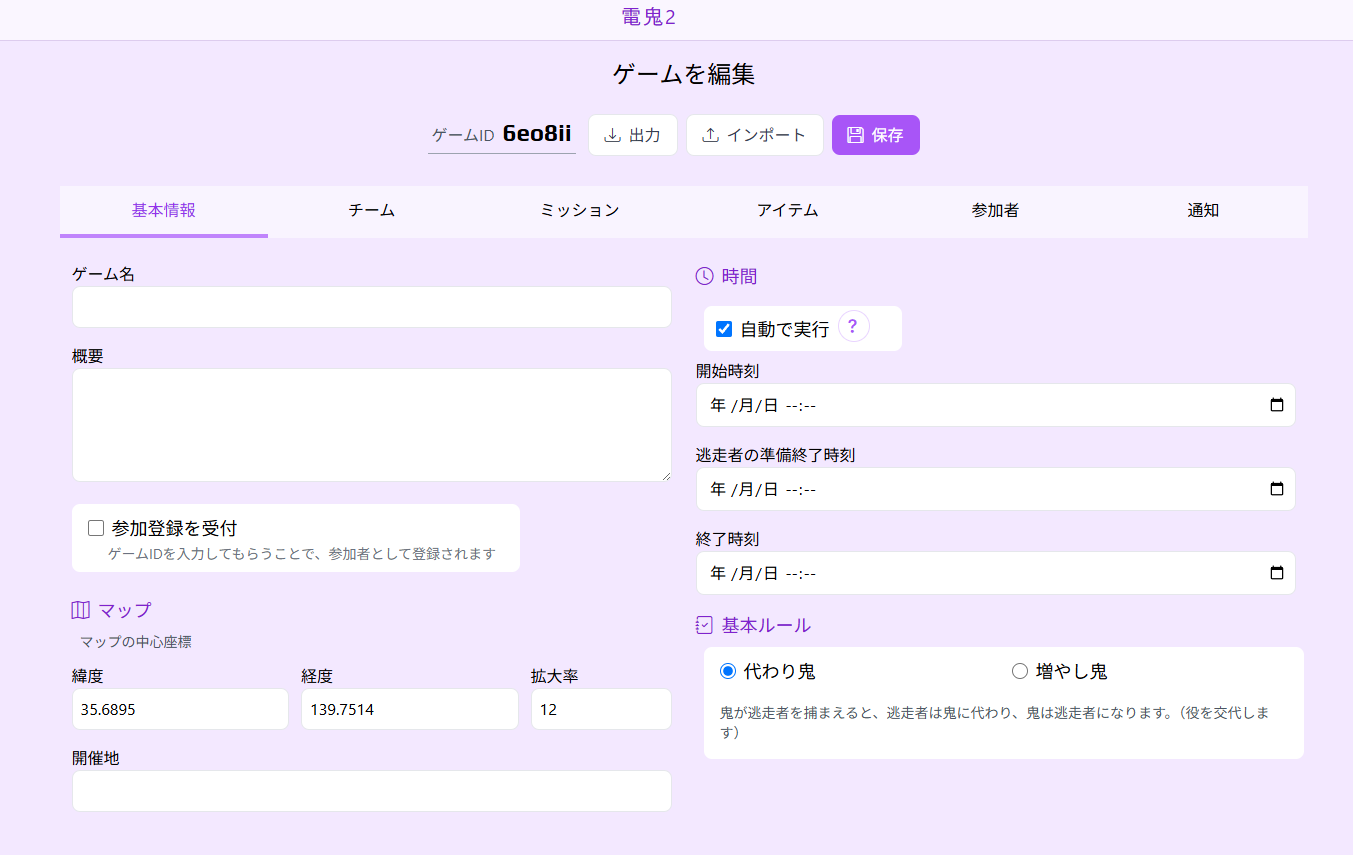 電鬼2
ゲームを編集
ゲームID 6eo8ii 出力 インポート 保存
基本情報 チーム ミッション アイテム 参加者 通知
ゲーム名
概要
参加登録を受付
ゲームIDを入力してもらうことで、参加者として登録されます
マップ
マップの中心座標
緯度 経度 拡大率
35.6895 139.7514 12
開催地
時間
自動で実行 ?
開始時刻
年 /月/日 --:--
逃走者の準備終了時刻
年 /月/日 --:--
終了時刻
年 /月/日 --:--
基本ルール
代わり鬼 増やし鬼
鬼が逃走者を捕まえると、逃走者は鬼に代わり、鬼は逃走者になります。（役を交代しま
す）